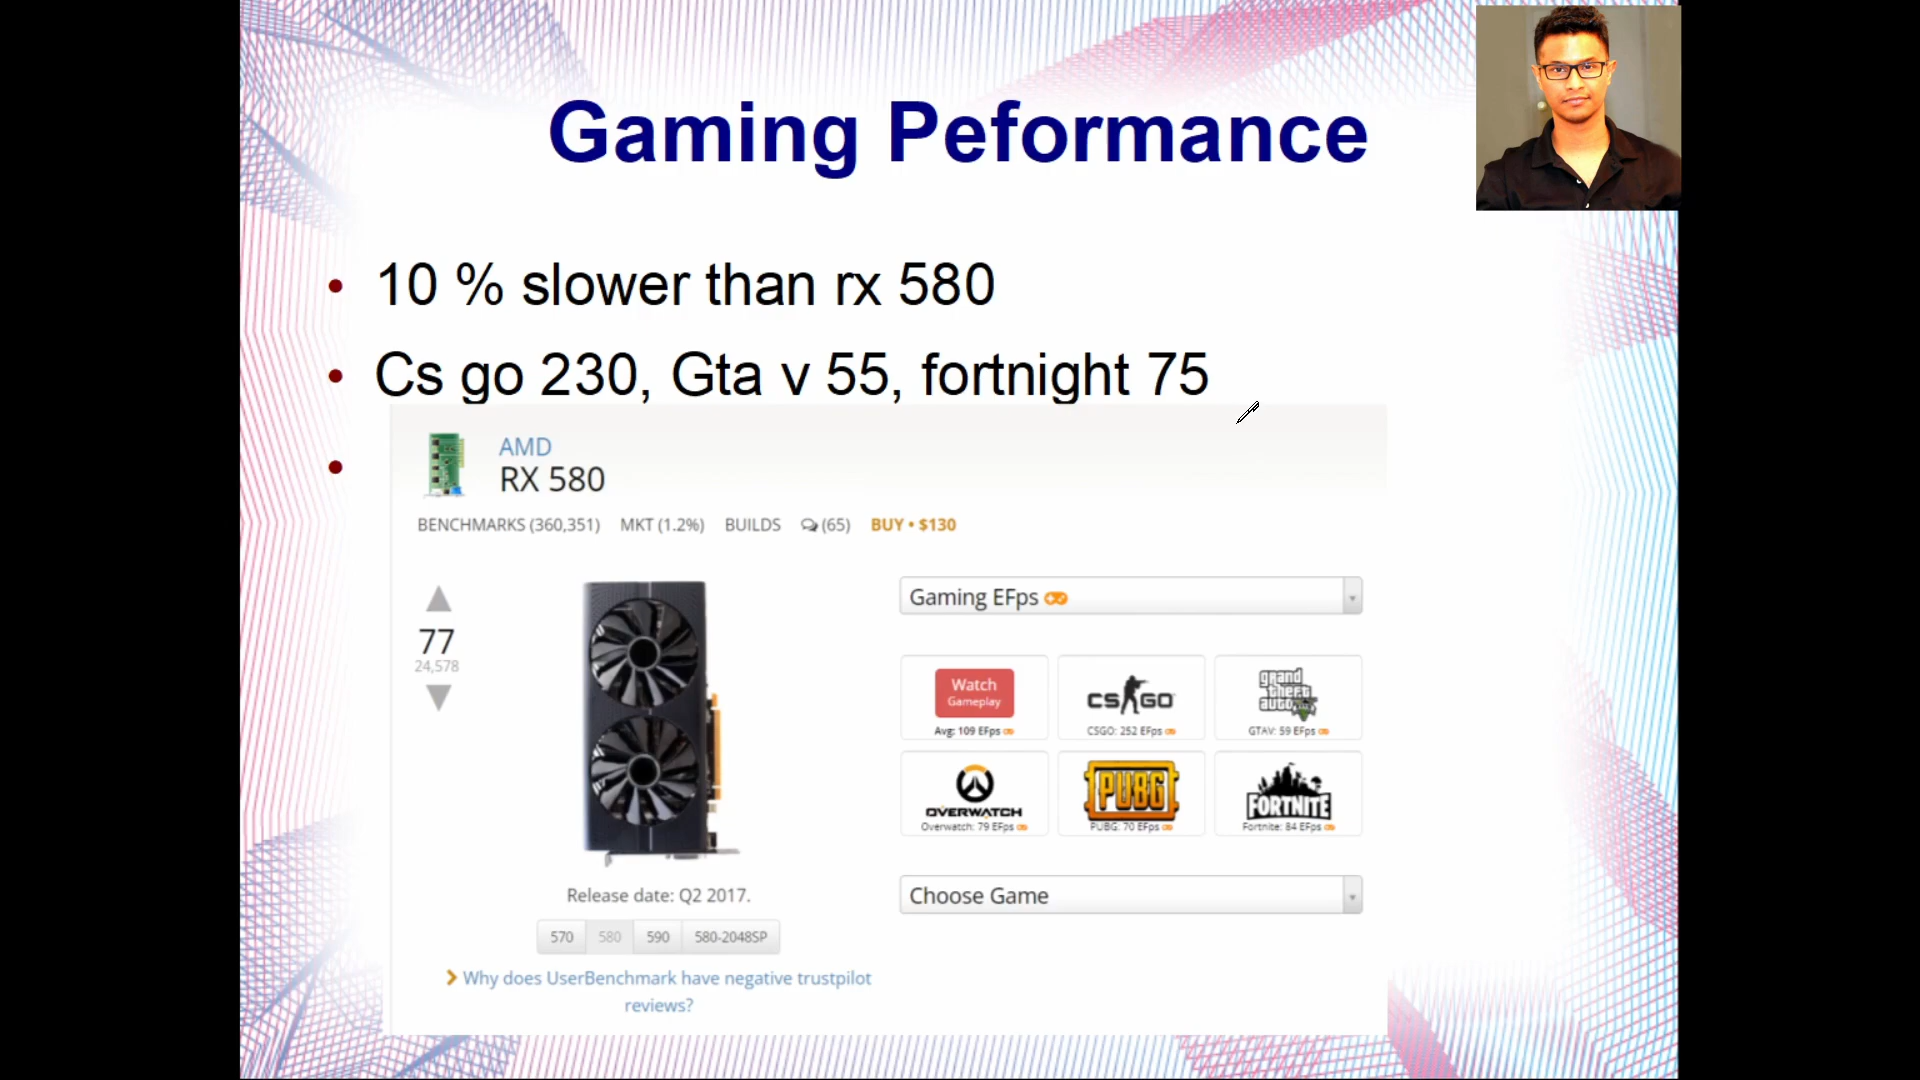 Gaming Peformance
• 10 % slower than rx 580
• Cs go 230, Gta v 55, fortnight 75
•
AMD
RX 580
BENCHMARKS (360,351) MKT (1.2%) BUILDS (65) BUY • $130
77
24,578
Gaming EFps
Watch
Gameplay
Avg: 109 EFps
CS GO
CSGO: 252 EFps
grand
theft
auto
GTAV: 59 EFps
OVERWATCH
Overwatch: 79 EFps
PUBG
PUBG: 70 EFps
FORTNITE
Fortnite: 84 EFps
Release date: Q2 2017.
570 580 590 580-2048SP
Why does UserBenchmark have negative trustpilot
reviews?
Choose Game